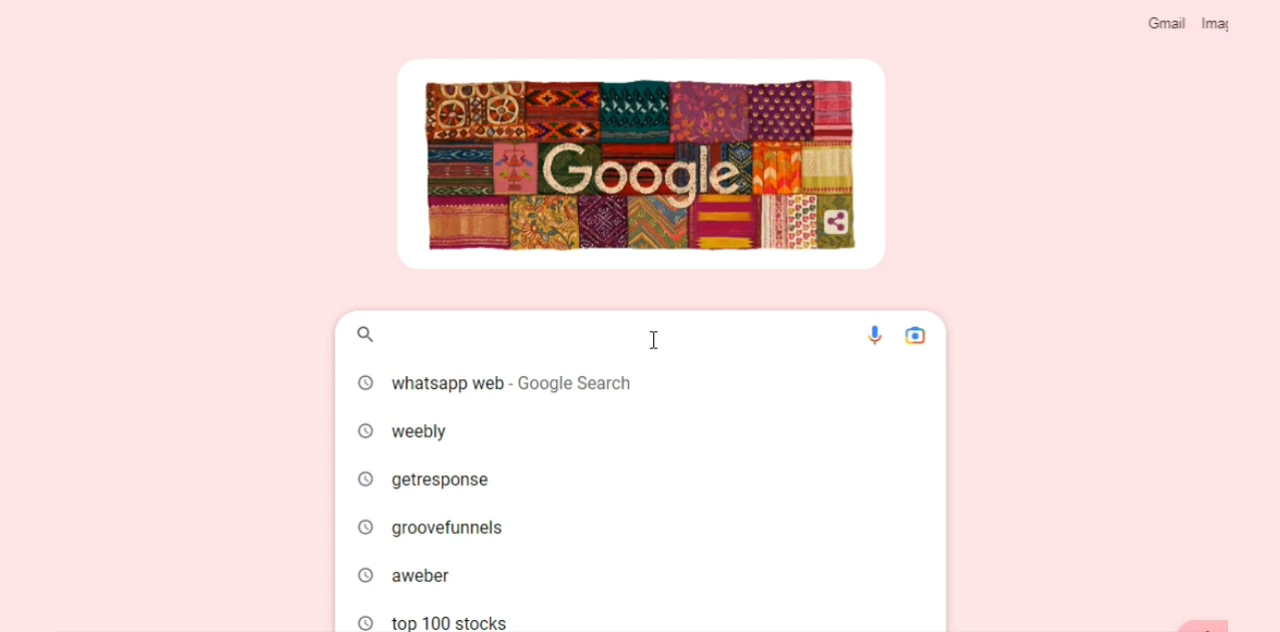 Gmail
Google
whatsapp web - Google Search
weebly
getresponse
groovefunnels
aweber
top 100 stocks